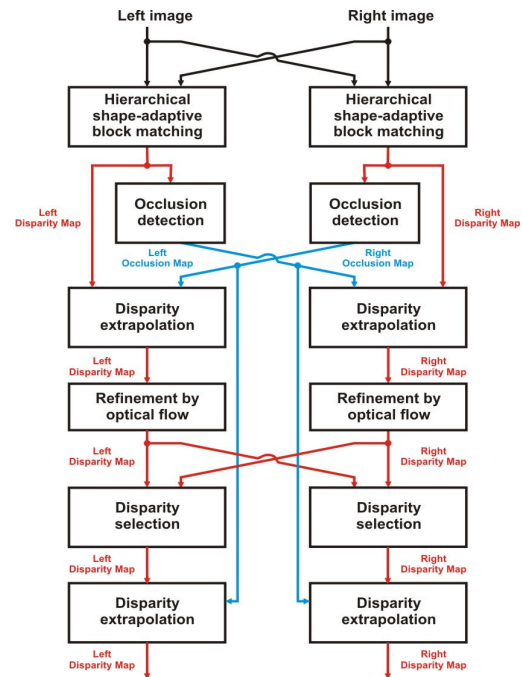 Left image
Right image
Hierarchical
shape-adaptive
block matching
Hierarchical
shape-adaptive
block matching
Left
Disparity Map
Occlusion
detection
Occlusion
detection
Right
Disparity Map
Left
Occlusion Map
Right
Occlusion Map
Disparity
extrapolation
Disparity
extrapolation
Left
Disparity Map
Right
Disparity Map
Refinement by
optical flow
Refinement by
optical flow
Left
Disparity Map
Right
Disparity Map
Disparity
selection
Disparity
selection
Left
Disparity Map
Right
Disparity Map
Disparity
extrapolation
Disparity
extrapolation
Left
Disparity Map
Right
Disparity Map